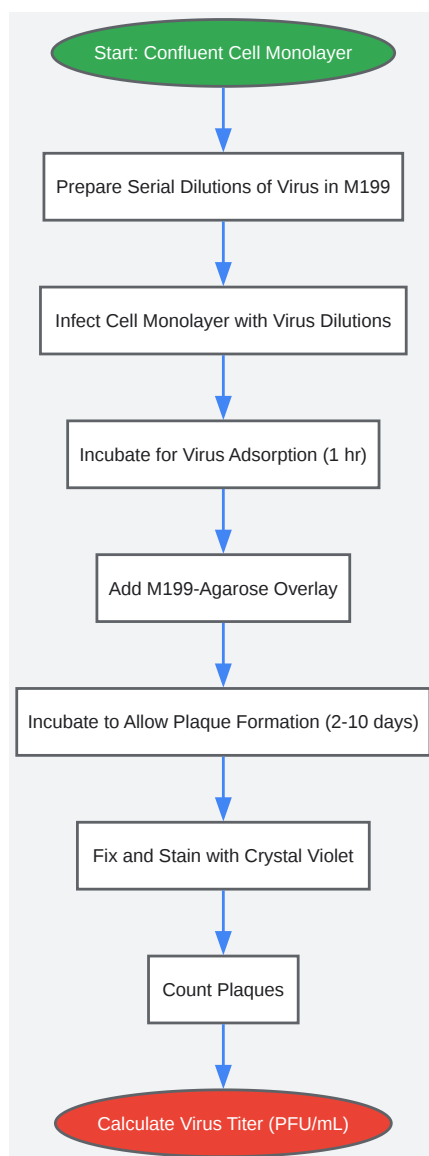 Start: Confluent Cell Monolayer
Prepare Serial Dilutions of Virus in M199
Infect Cell Monolayer with Virus Dilutions
Incubate for Virus Adsorption (1 hr)
Add M199-Agarose Overlay
Incubate to Allow Plaque Formation (2-10 days)
Fix and Stain with Crystal Violet
Count Plaques
Calculate Virus Titer (PFU/mL)